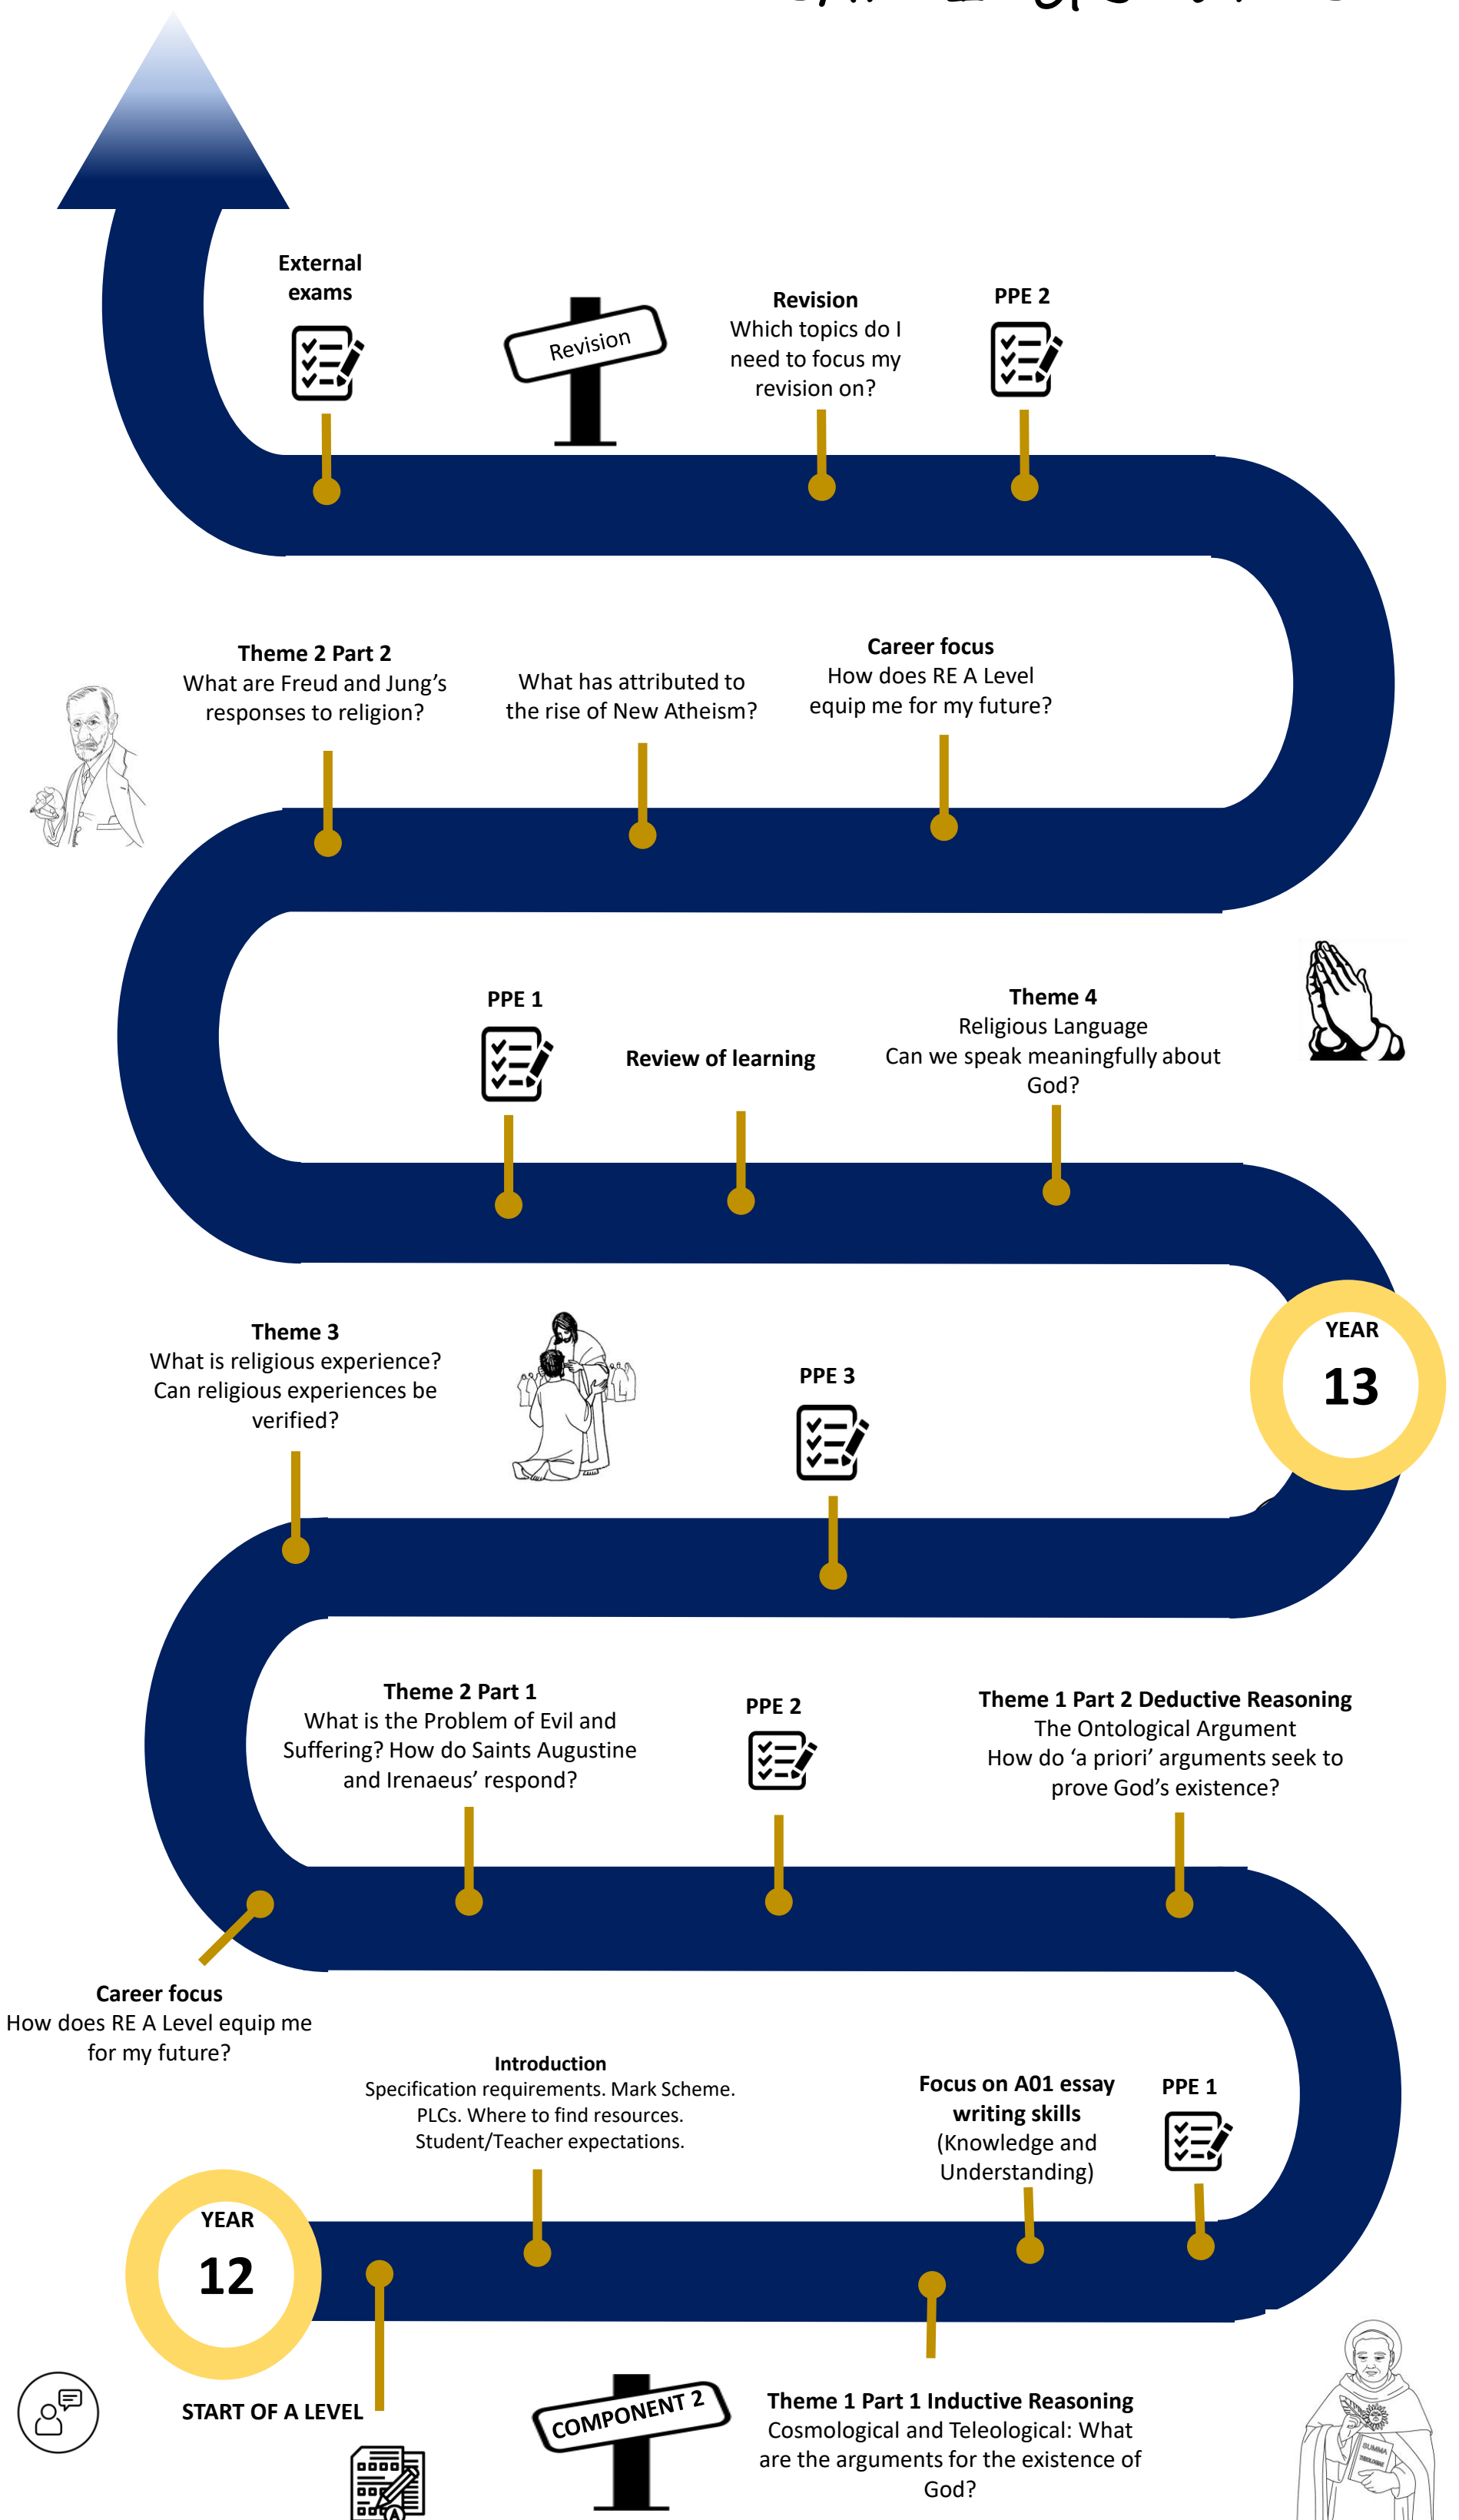 External
exams
Revision
Revision
Which topics do I
need to focus my
revision on?
PPE 2
Theme 2 Part 2
What are Freud and Jung's
responses to religion?
What has attributed to
the rise of New Atheism?
Career focus
How does RE A Level
equip me for my future?
PPE 1
Review of learning
Theme 4
Religious Language
Can we speak meaningfully about
God?
Theme 3
What is religious experience?
Can religious experiences be
verified?
PPE 3
YEAR
13
Theme 2 Part 1
What is the Problem of Evil and
Suffering? How do Saints Augustine
and Irenaeus' respond?
PPE 2
Theme 1 Part 2 Deductive Reasoning
The Ontological Argument
How do 'a priori' arguments seek to
prove God's existence?
Career focus
How does RE A Level equip me
for my future?
Introduction
Specification requirements. Mark Scheme.
PLCs. Where to find resources.
Student/Teacher expectations.
Focus on A01 essay
writing skills
(Knowledge and
Understanding)
PPE 1
YEAR
12
START OF A LEVEL
COMPONENT 2
Theme 1 Part 1 Inductive Reasoning
Cosmological and Teleological: What
are the arguments for the existence of
God?
SUMMA
THEOLOGIAE
A